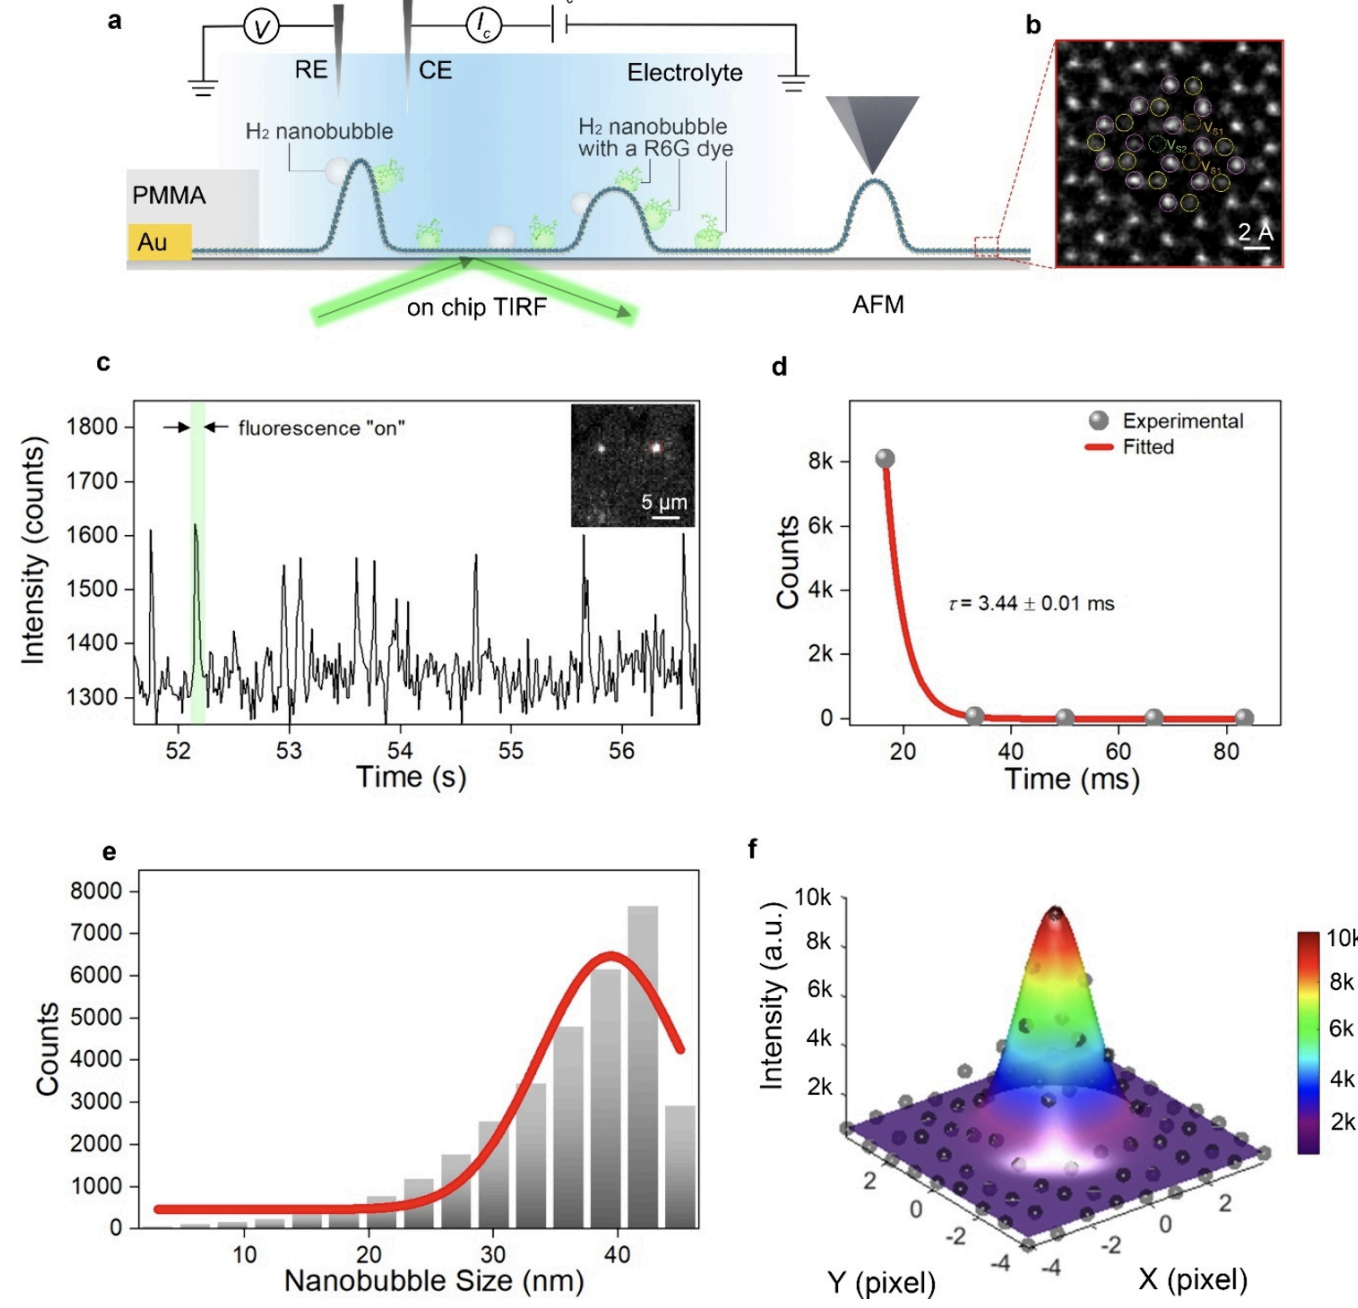 a
V
I c
b
RE
CE
Electrolyte
H2 nanobubble
H2 nanobubble
with a R6G dye
PMMA
Au
on chip TIRF
AFM
VS1
VS2
VS1
2 Å
c
d
1800
1700
1600
1500
1400
1300
Intensity (counts)
fluorescence "on"
5 µm
52
53
54
55
56
Time (s)
8k
6k
4k
2k
0
Counts
Experimental
Fitted
τ = 3.44 ± 0.01 ms
20
40
60
80
Time (ms)
e
f
8000
7000
6000
5000
4000
3000
2000
1000
0
Counts
10
20
30
40
Nanobubble Size (nm)
10k
8k
6k
4k
2k
Intensity (a.u.)
2
0
-2
-4
Y (pixel)
-4
-2
0
2
X (pixel)
10k
8k
6k
4k
2k